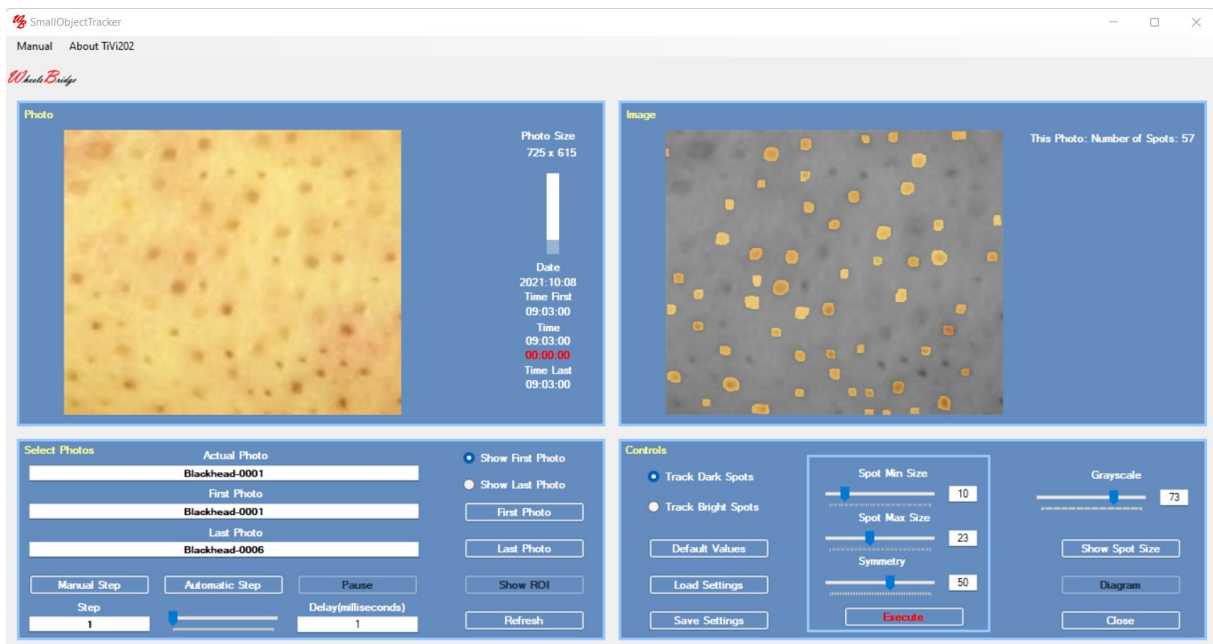 SmallObjectTracker
Manual About TiVi202
WheelsBridge
Photo
Photo Size
725 x 615
Date
2021:10:08
Time First
09:03:00
Time
09:03:00
00:00:00
Time Last
09:03:00
Image
This Photo: Number of Spots: 57
Select Photos
Actual Photo
Blackhead-0001
First Photo
Blackhead-0001
Last Photo
Blackhead-0006
Show First Photo
Show Last Photo
First Photo
Last Photo
Manual Step Automatic Step Pause Show ROI
Step Delay(milliseconds)
1 1 Refresh
Controls
Track Dark Spots
Track Bright Spots
Default Values
Load Settings
Save Settings
Spot Min Size
10
Spot Max Size
23
Symmetry
50
Execute
Grayscale
73
Show Spot Size
Diagram
Close